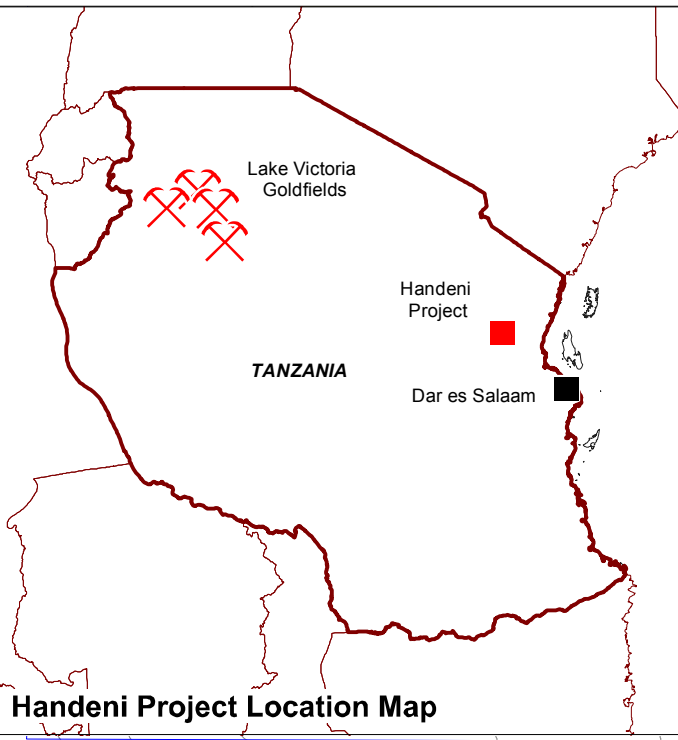 Lake Victoria
Goldfields
Handeni
Project
TANZANIA
Dar es Salaam
Handeni Project Location Map